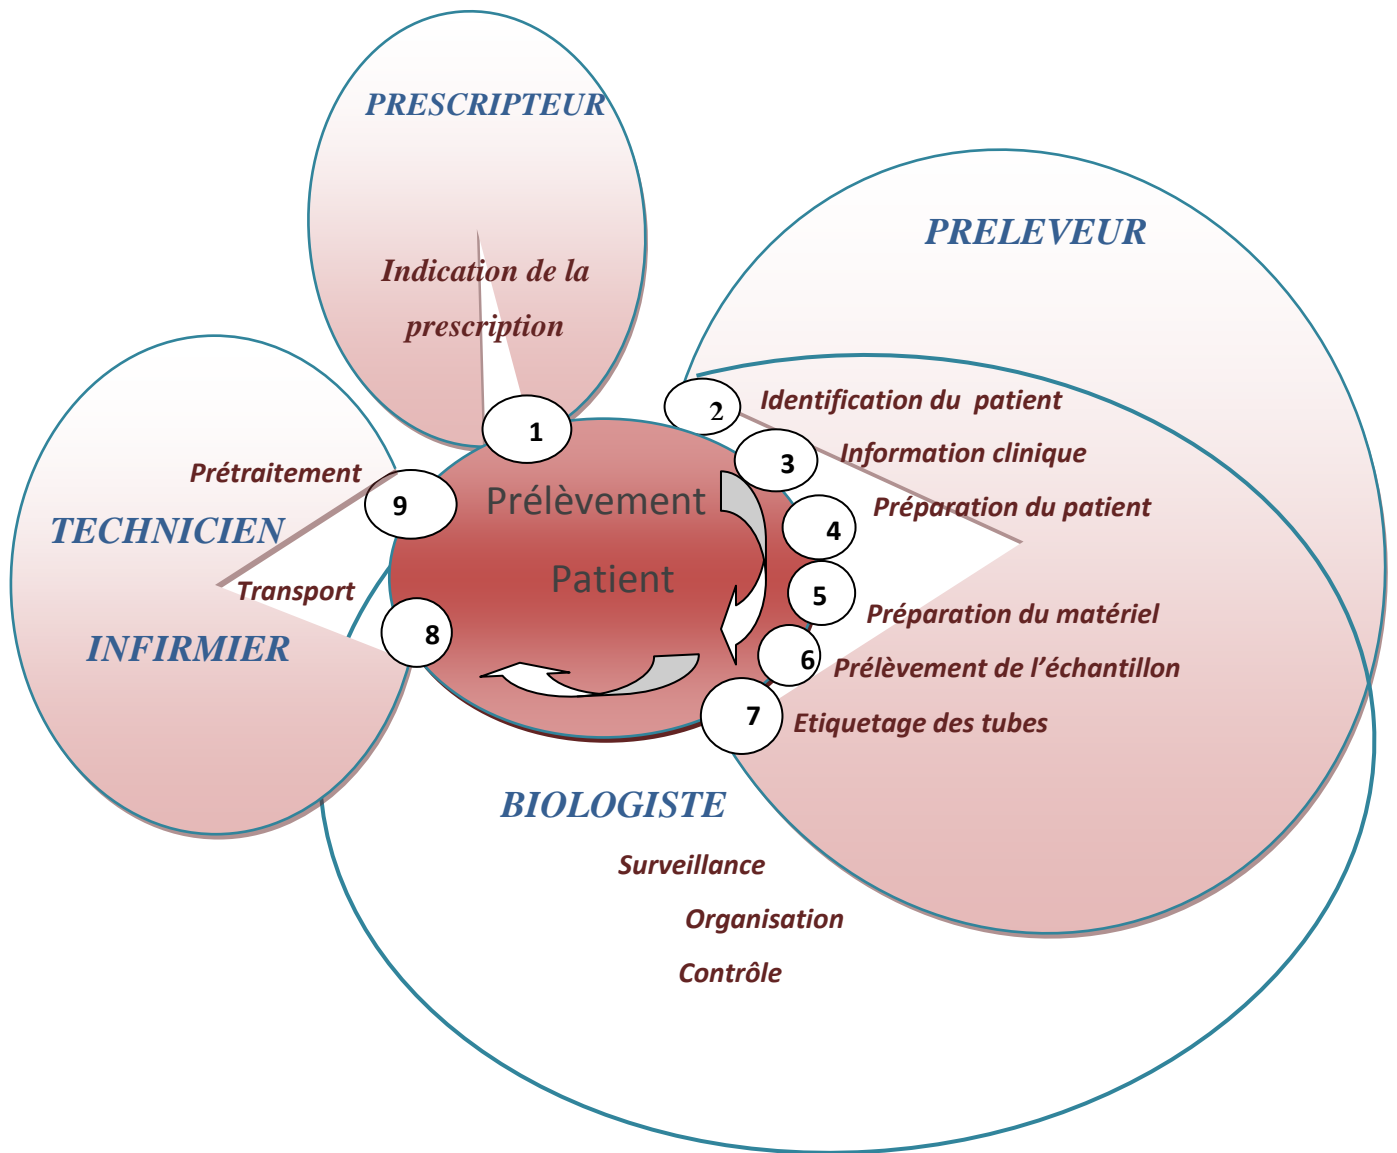 PRESCRIPTEUR
Indication de la
prescription
PRELEVEUR
1
2
Identification du  patient
3
Information clinique
4
Préparation du patient
5
Préparation du matériel
6
Prélèvement de l'échantillon
7
Etiquetage des tubes
Prélèvement
Patient
Prétraitement
9
TECHNICIEN
Transport
8
INFIRMIER
BIOLOGISTE
Surveillance
Organisation
Contrôle